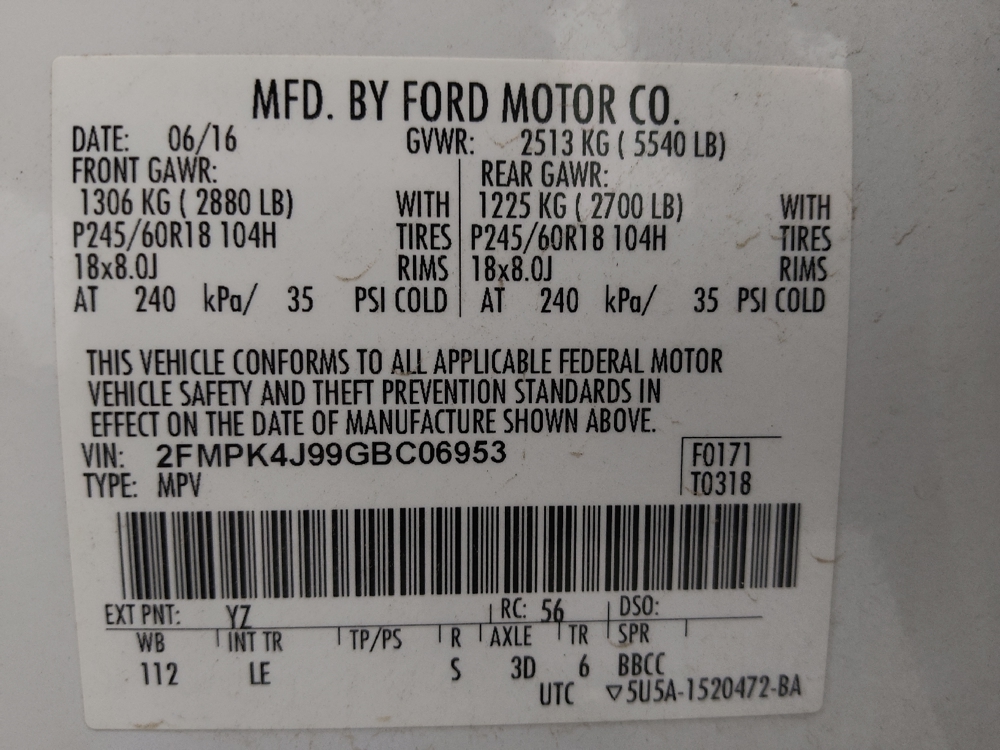 MFD. BY FORD MOTOR CO.
DATE: 06/16 GVWR: 2513 KG ( 5540 LB)
FRONT GAWR: REAR GAWR:
1306 KG ( 2880 LB) WITH 1225 KG ( 2700 LB) WITH
P245/60R18 104H TIRES P245/60R18 104H TIRES
18x8.0J RIMS 18x8.0J RIMS
AT 240 kPa/ 35 PSI COLD AT 240 kPa/ 35 PSI COLD
THIS VEHICLE CONFORMS TO ALL APPLICABLE FEDERAL MOTOR
VEHICLE SAFETY AND THEFT PREVENTION STANDARDS IN
EFFECT ON THE DATE OF MANUFACTURE SHOWN ABOVE.
VIN: 2FMPK4J99GBC06953 F0171
TYPE: MPV T0318
EXT PNT: YZ RC: 56 DSO:
WB INT TR TP/PS R AXLE TR SPR
112 LE S 3D 6 BBCC
UTC ▽5U5A-1520472-BA